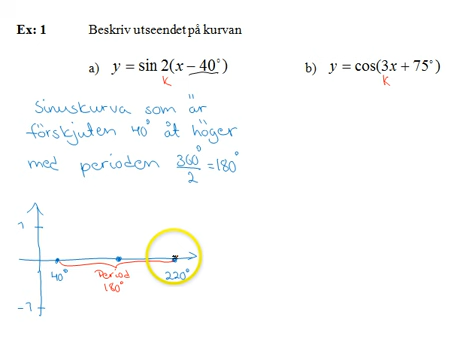 Ex: 1 Beskriv utseendet på kurvan
a) y = sin 2(x − 40°) b) y = cos(3x + 75°)
K K
Sinuskurva som är
förskjuten 40° åt höger
med perioden 360°/2 = 180°
1
40° Period 220°
180°
-1